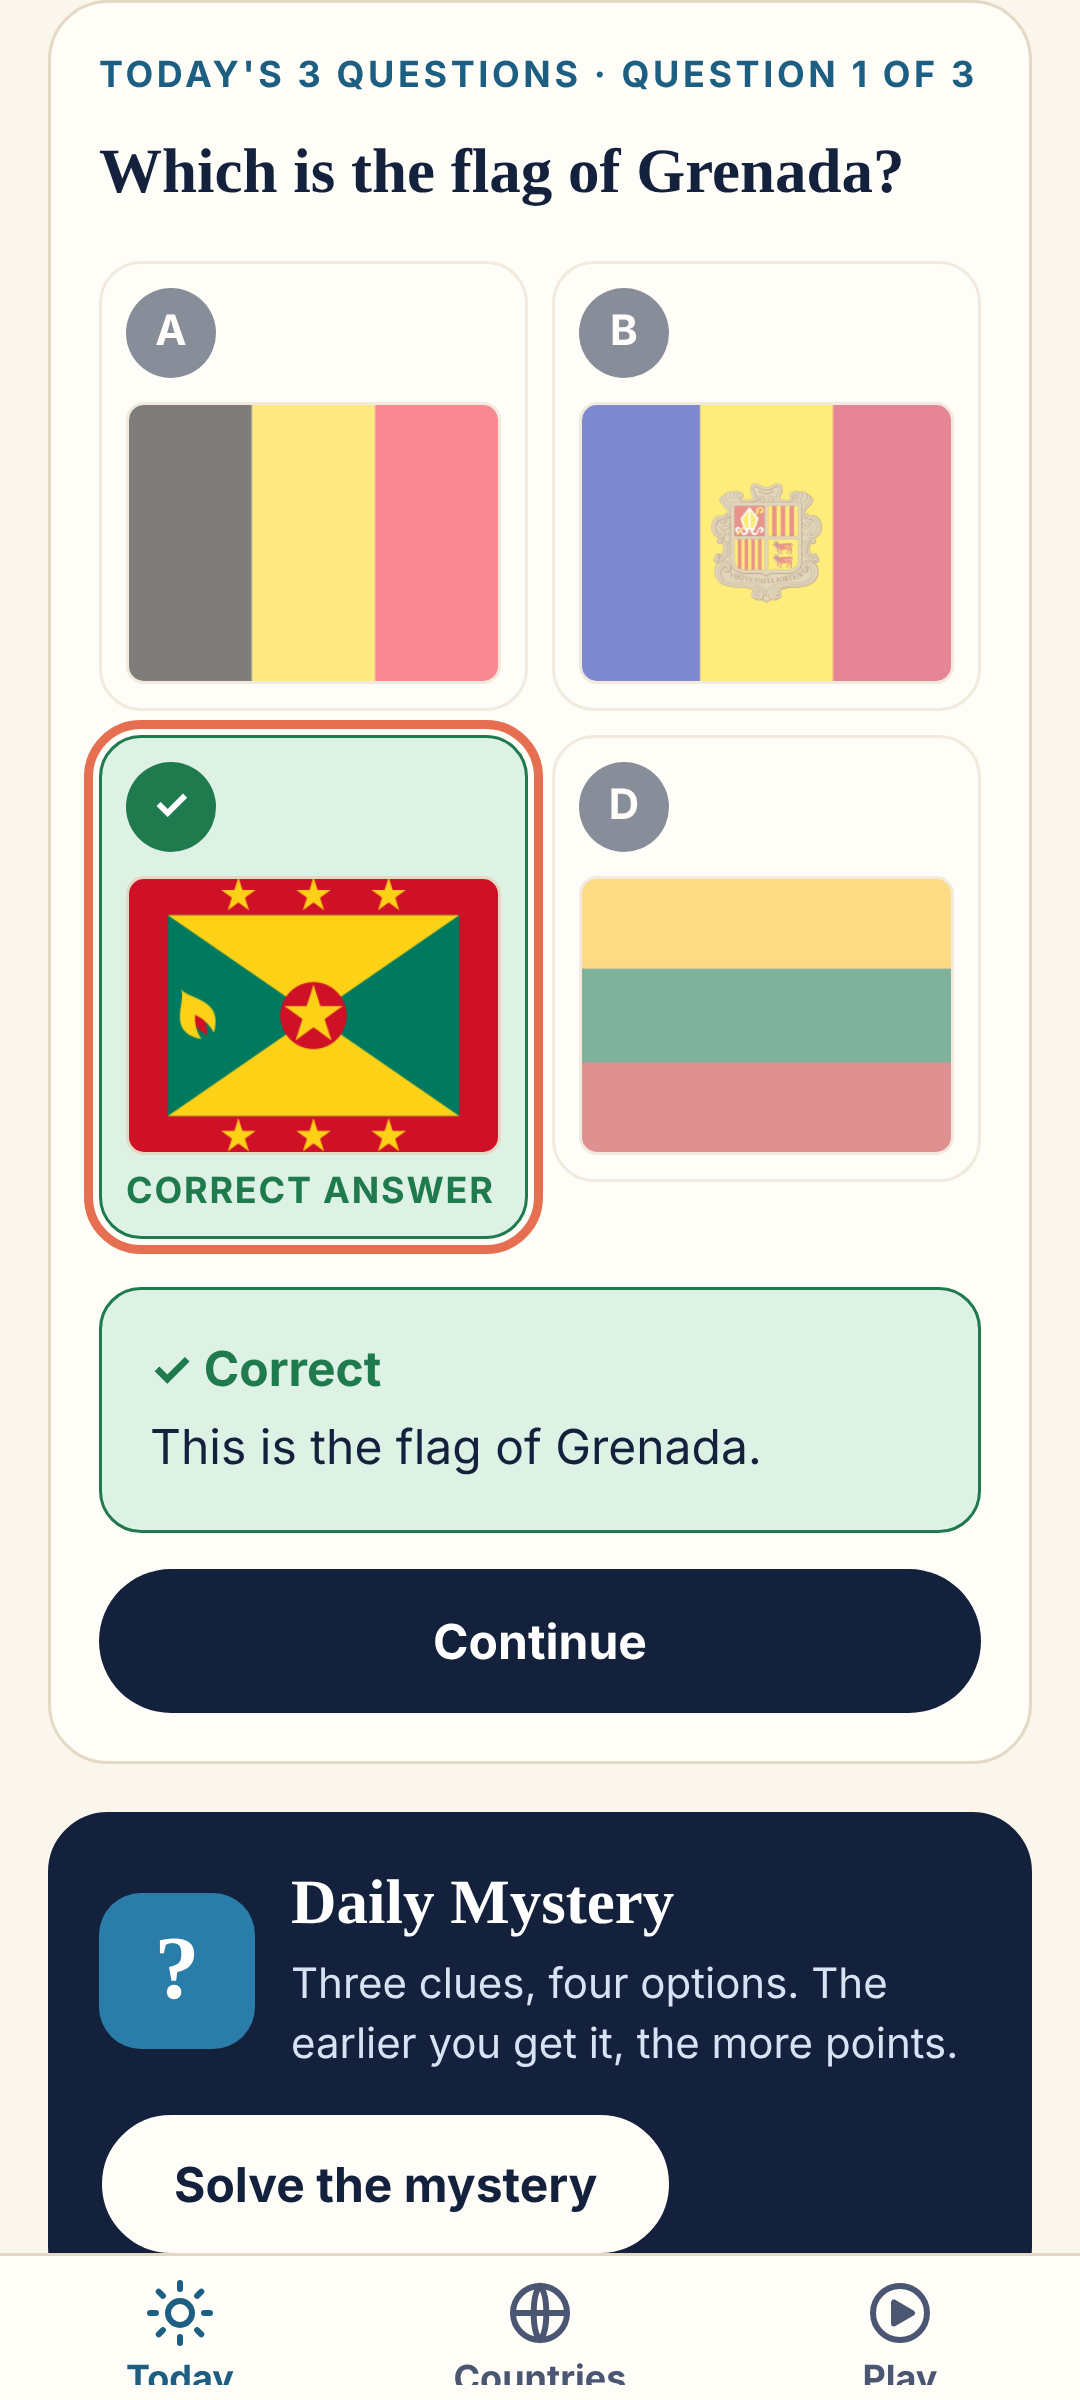 TODAY'S 3 QUESTIONS · QUESTION 1 OF 3
Which is the flag of Grenada?
A
B
D
CORRECT ANSWER
✓ Correct
This is the flag of Grenada.
Continue
?
Daily Mystery
Three clues, four options. The
earlier you get it, the more points.
Solve the mystery
Today
Countries
Play